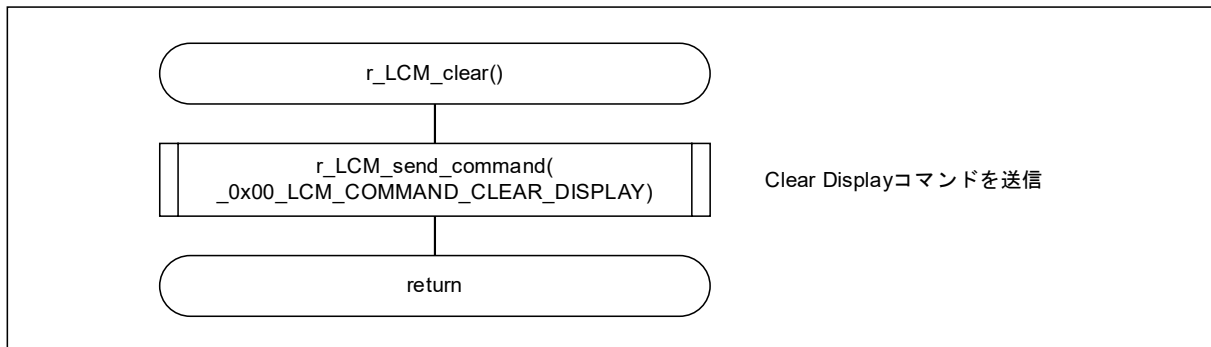 r_LCM_clear()
r_LCM_send_command(
_0x00_LCM_COMMAND_CLEAR_DISPLAY)
Clear Displayコマンドを送信
return